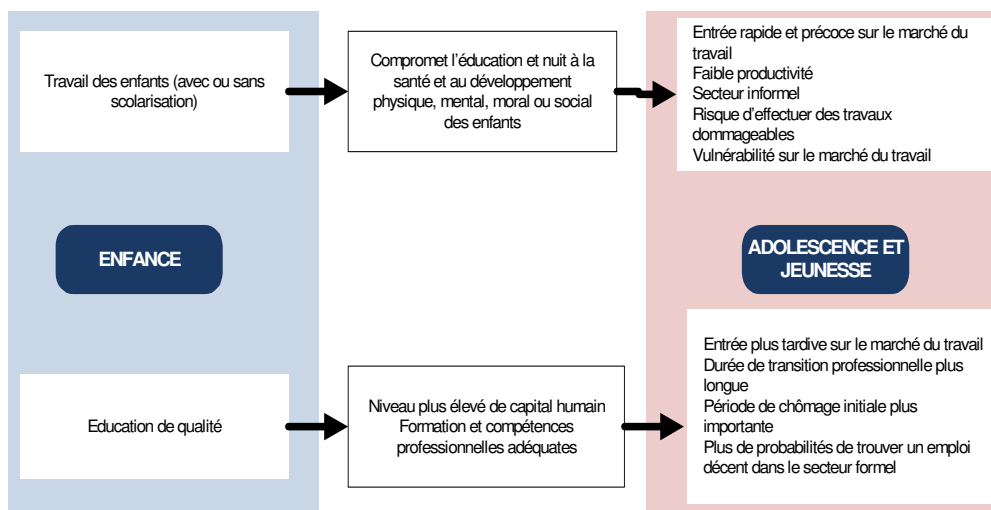 Travail des enfants (avec ou sans
scolarisation)
Compromet l'éducation et nuit à la
santé et au développement
physique, mental, moral ou social
des enfants
Entrée rapide et précoce sur le marché du
travail
Faible productivité
Secteur informel
Risque d'effectuer des travaux
dommageables
Vulnérabilité sur le marché du travail
ENFANCE
ADOLESCENCE ET
JEUNESSE
Education de qualité
Niveau plus élevé de capital humain
Formation et compétences
professionnelles adéquates
Entrée plus tardive sur le marché du travail
Durée de transition professionnelle plus
longue
Période de chômage initiale plus
importante
Plus de probabilités de trouver un emploi
décent dans le secteur formel